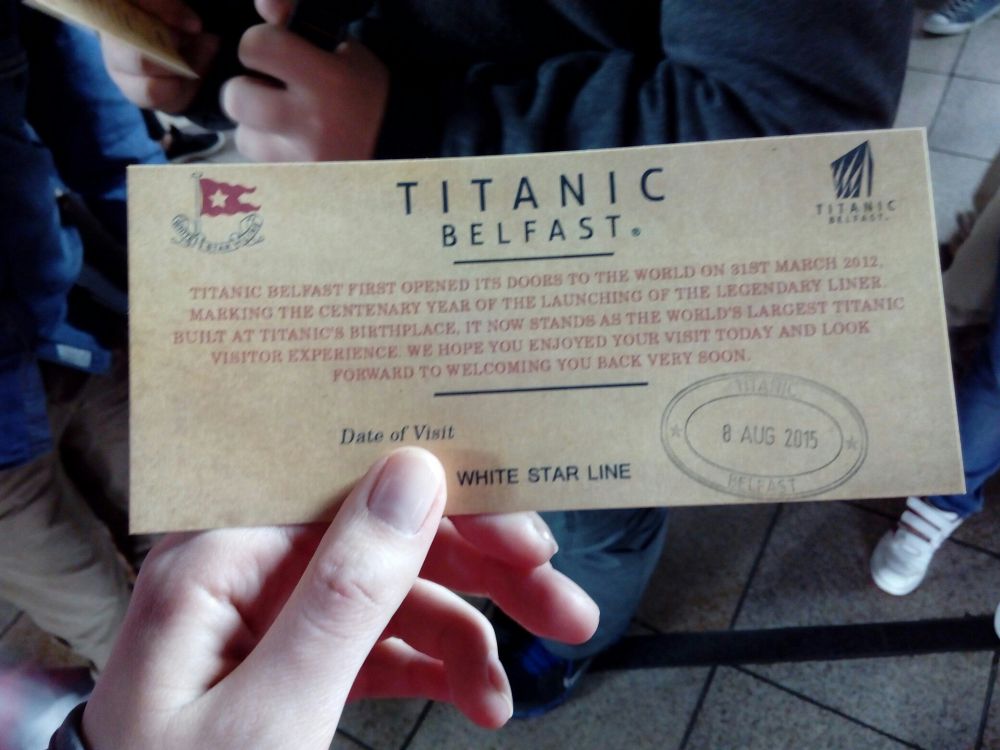 WHITE STAR LINE
TITANIC
BELFAST®
TITANIC
BELFAST
TITANIC BELFAST FIRST OPENED ITS DOORS TO THE WORLD ON 31ST MARCH 2012,
MARKING THE CENTENARY YEAR OF THE LAUNCHING OF THE LEGENDARY LINER.
BUILT AT TITANIC'S BIRTHPLACE, IT NOW STANDS AS THE WORLD'S LARGEST TITANIC
VISITOR EXPERIENCE. WE HOPE YOU ENJOYED YOUR VISIT TODAY AND LOOK
FORWARD TO WELCOMING YOU BACK VERY SOON.
Date of Visit
TITANIC
8 AUG 2015
BELFAST
WHITE STAR LINE